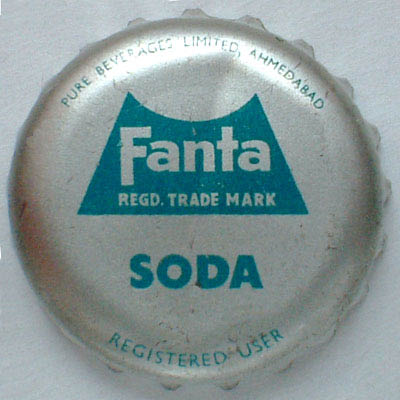 PURE BEVERAGES LIMITED, AHMEDABAD
Fanta
REGD. TRADE MARK
SODA
REGISTERED USER